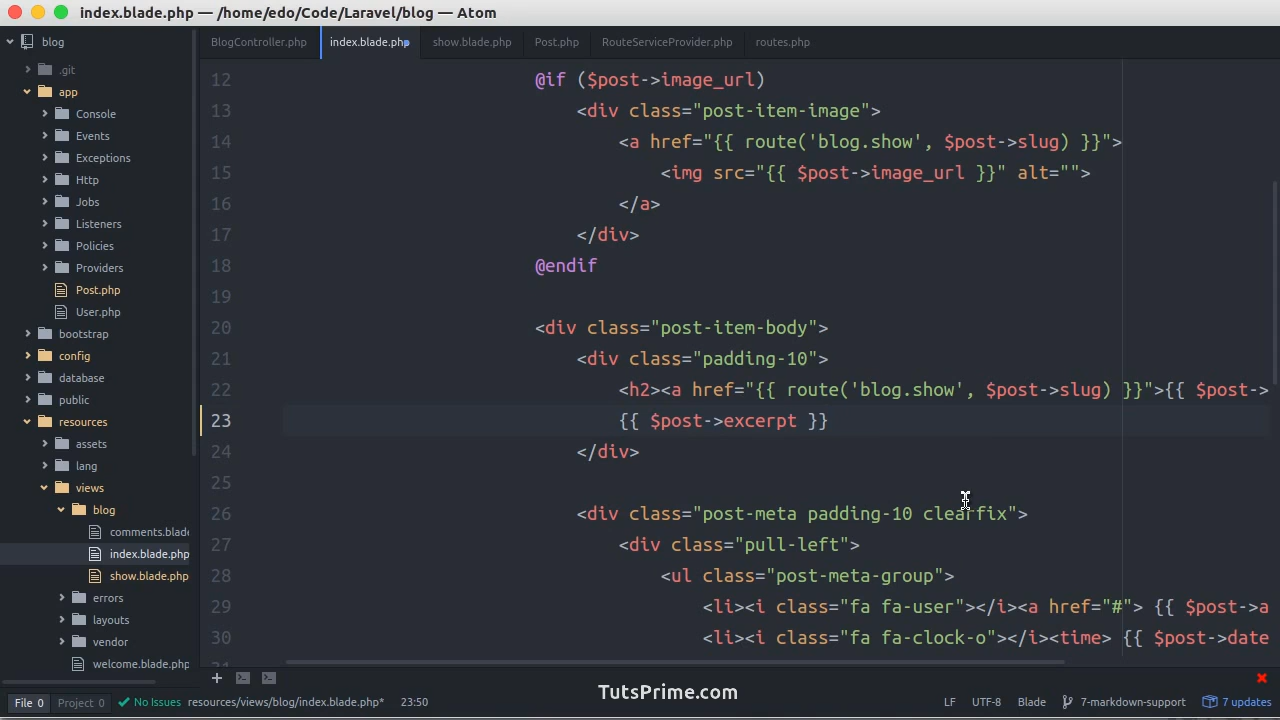 index.blade.php — /home/edo/Code/Laravel/blog — Atom
blog
.git
app
Console
Events
Exceptions
Http
Jobs
Listeners
Policies
Providers
Post.php
User.php
bootstrap
config
database
public
resources
assets
lang
views
blog
comments.blade
index.blade.php
show.blade.php
errors
layouts
vendor
welcome.blade.php
BlogController.php index.blade.php show.blade.php Post.php RouteServiceProvider.php routes.php
12 @if ($post->image_url)
13 <div class="post-item-image">
14 <a href="{{ route('blog.show', $post->slug) }}">
15 <img src="{{ $post->image_url }}" alt="">
16 </a>
17 </div>
18 @endif
19
20 <div class="post-item-body">
21 <div class="padding-10">
22 <h2><a href="{{ route('blog.show', $post->slug) }}">{{ $post->
23 {{ $post->excerpt }}
24 </div>
25
26 <div class="post-meta padding-10 clearfix">
27 <div class="pull-left">
28 <ul class="post-meta-group">
29 <li><i class="fa fa-user"></i><a href="#"> {{ $post->a
30 <li><i class="fa fa-clock-o"></i><time> {{ $post->date
TutsPrime.com
File 0 Project 0 No Issues resources/views/blog/index.blade.php* 23:50 LF UTF-8 Blade 7-markdown-support 7 updates